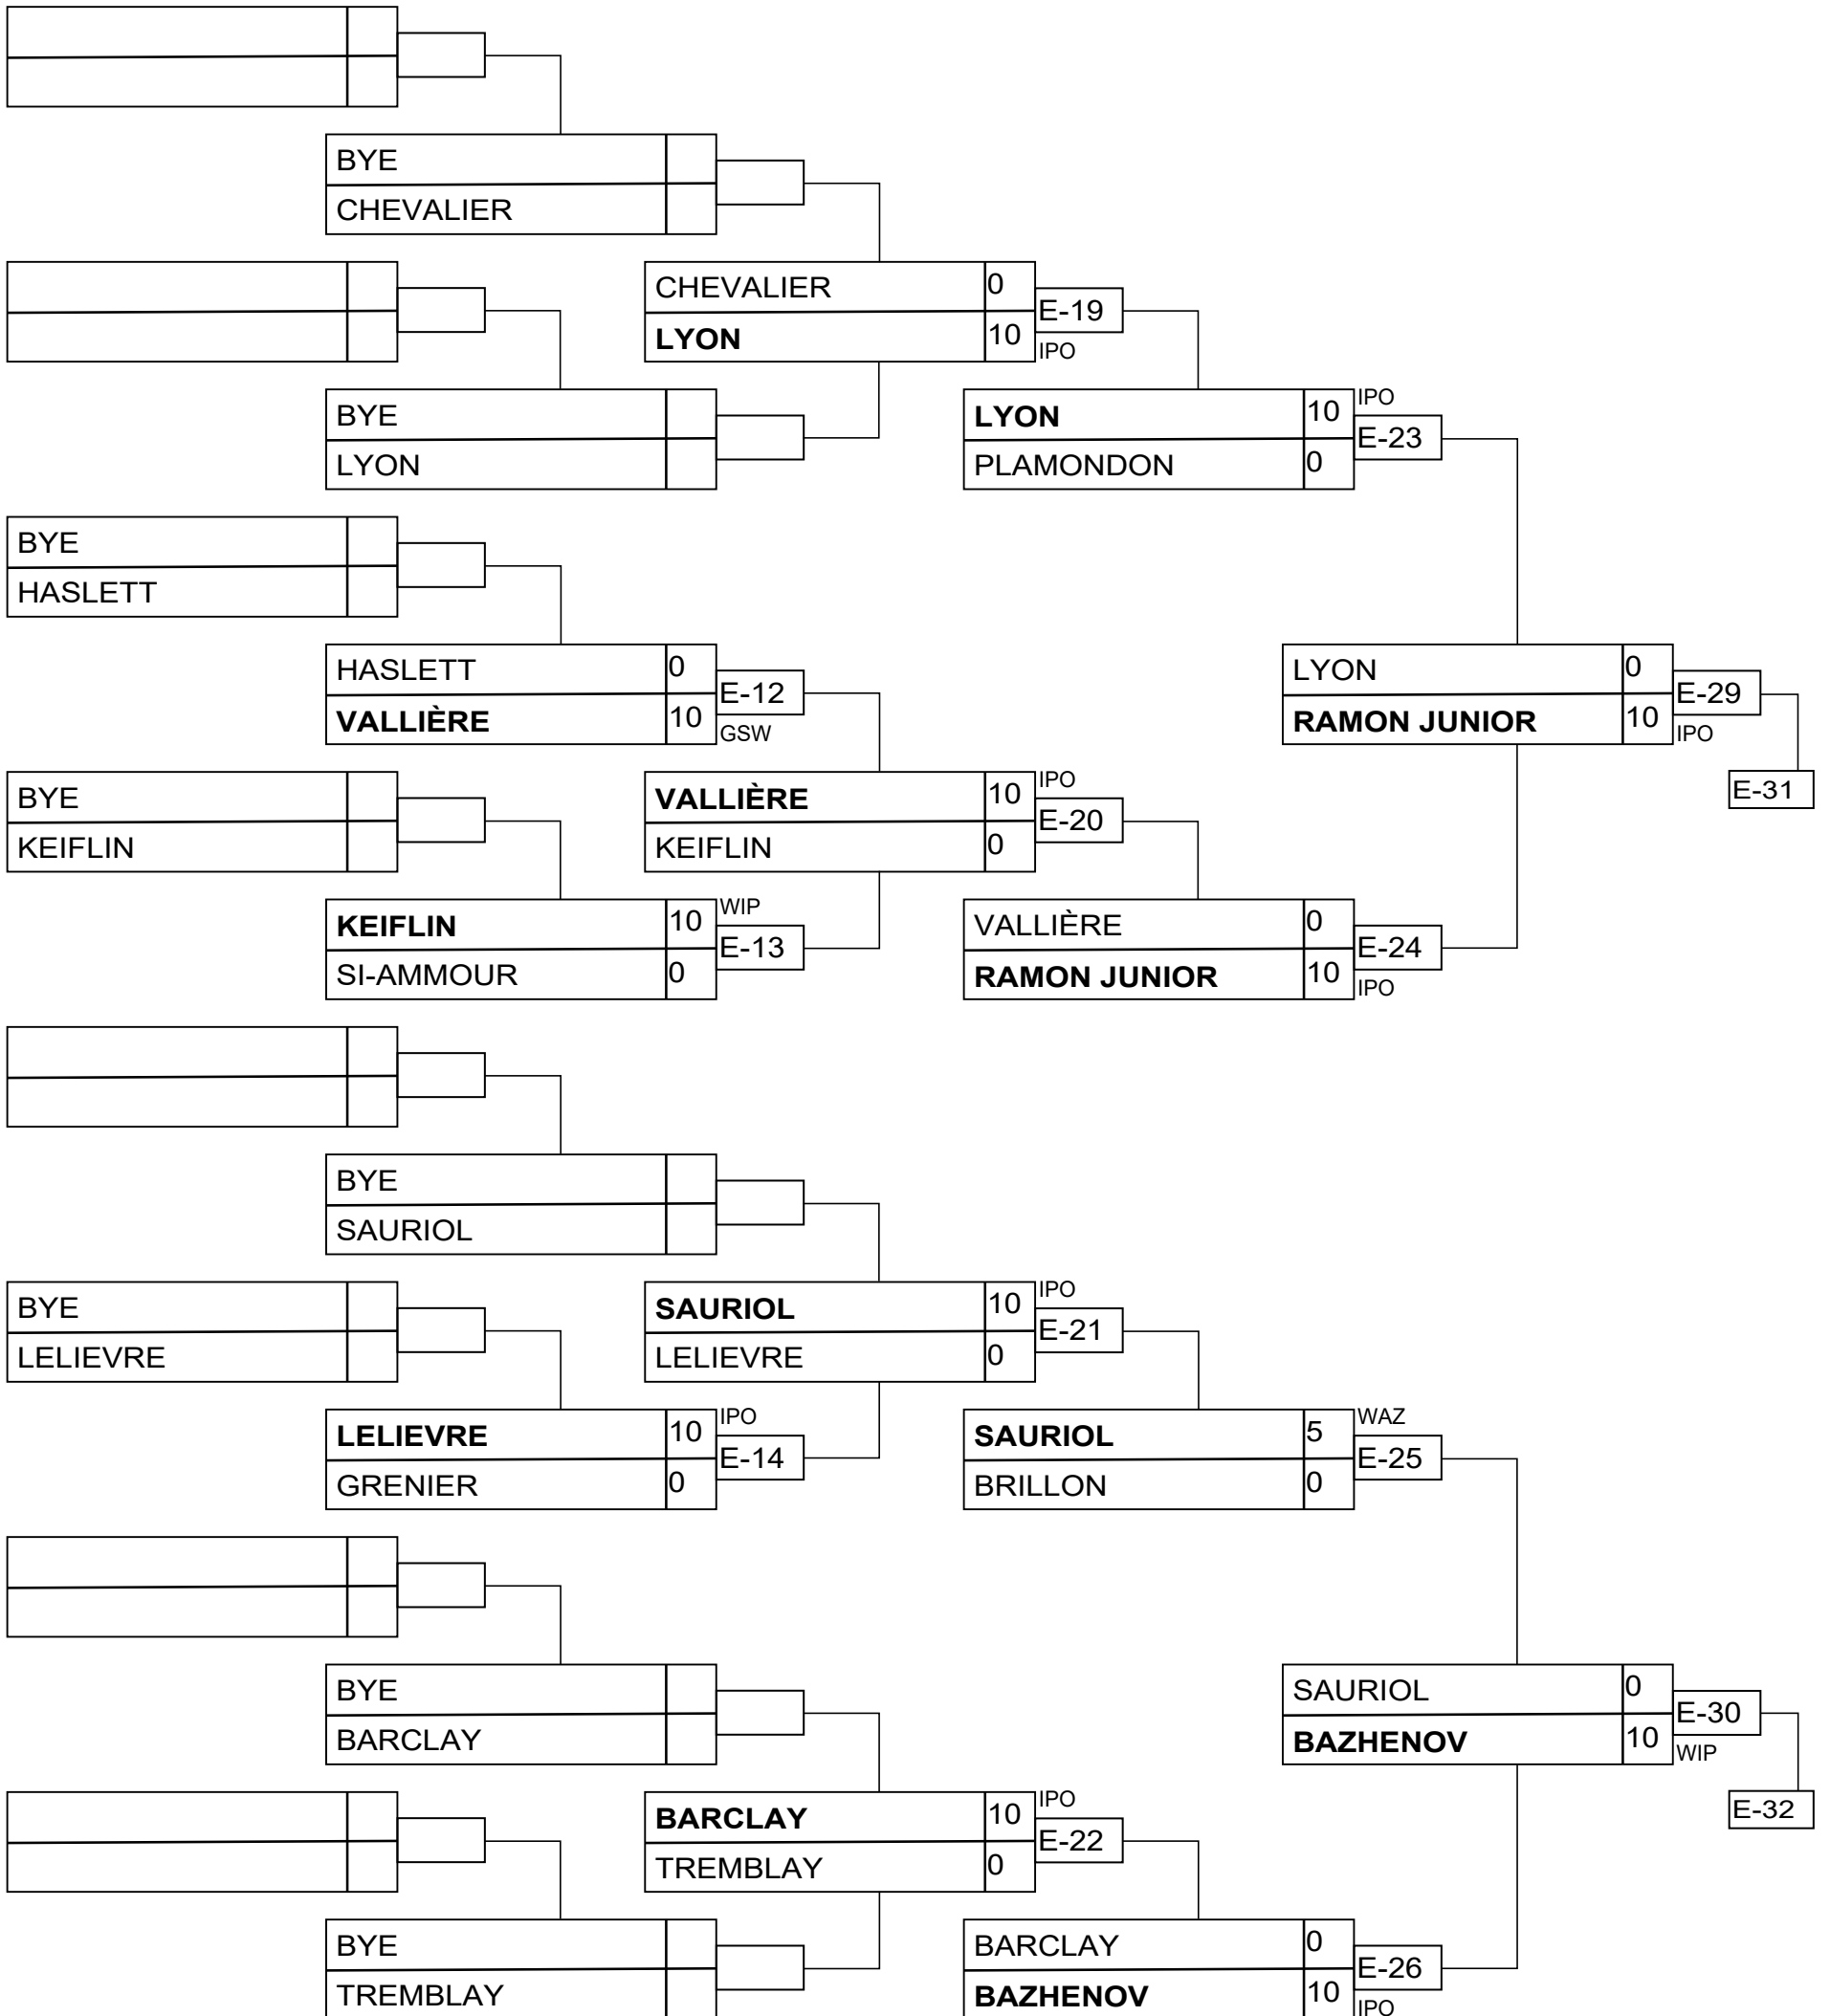 BYE
CHEVALIER
CHEVALIER 0
E-19
LYON 10
IPO
BYE
LYON
LYON 10
IPO
E-23
PLAMONDON 0
BYE
HASLETT
HASLETT 0
E-12
VALLIÈRE 10
GSW
LYON 0
E-29
RAMON JUNIOR 10
IPO
E-31
BYE
KEIFLIN
VALLIÈRE 10
IPO
E-20
KEIFLIN 0
KEIFLIN 10
WIP
E-13
SI-AMMOUR 0
VALLIÈRE 0
E-24
RAMON JUNIOR 10
IPO
BYE
SAURIOL
BYE
LELIEVRE
SAURIOL 10
IPO
E-21
LELIEVRE 0
LELIEVRE 10
IPO
E-14
GRENIER 0
SAURIOL 5
WAZ
E-25
BRILLON 0
BYE
BARCLAY
SAURIOL 0
E-30
BAZHENOV 10
WIP
E-32
BARCLAY 10
IPO
E-22
TREMBLAY 0
BYE
TREMBLAY
BARCLAY 0
E-26
BAZHENOV 10
IPO